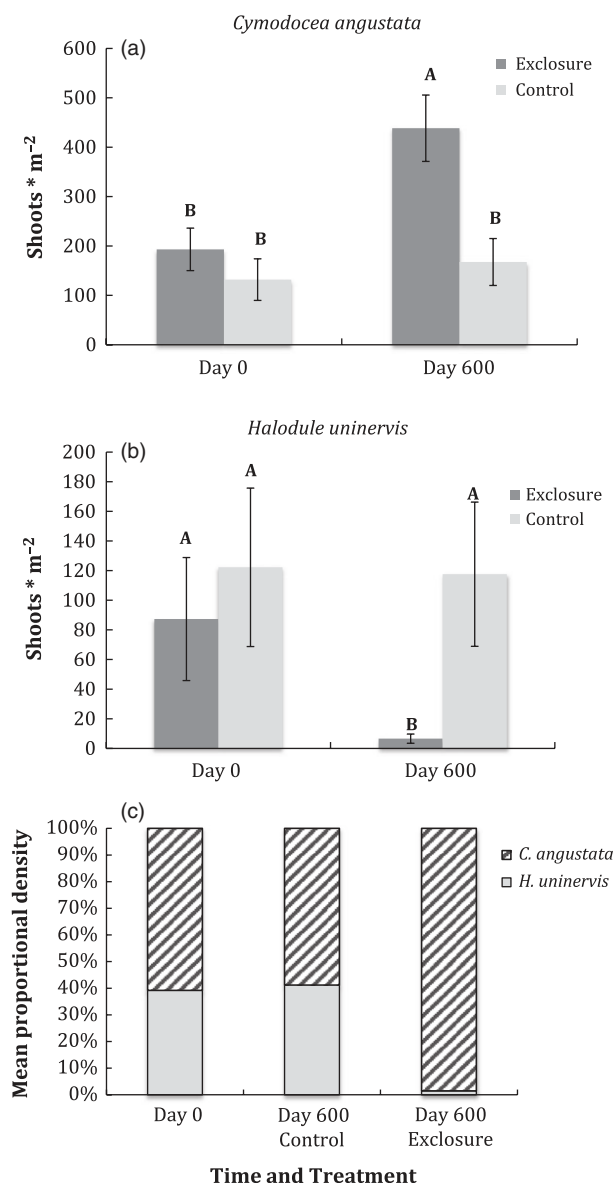 Cymodocea angustata
(a)
Exclosure
Control
Shoots * m⁻²
600
500
400
300
200
100
0
B
B
A
B
Day 0
Day 600
Halodule uninervis
(b)
Exclosure
Control
Shoots * m⁻²
200
180
160
140
120
100
80
60
40
20
0
A
A
B
A
Day 0
Day 600
(c)
C. angustata
H. uninervis
Mean proportional density
100%
90%
80%
70%
60%
50%
40%
30%
20%
10%
0%
Day 0
Day 600
Control
Day 600
Exclosure
Time and Treatment